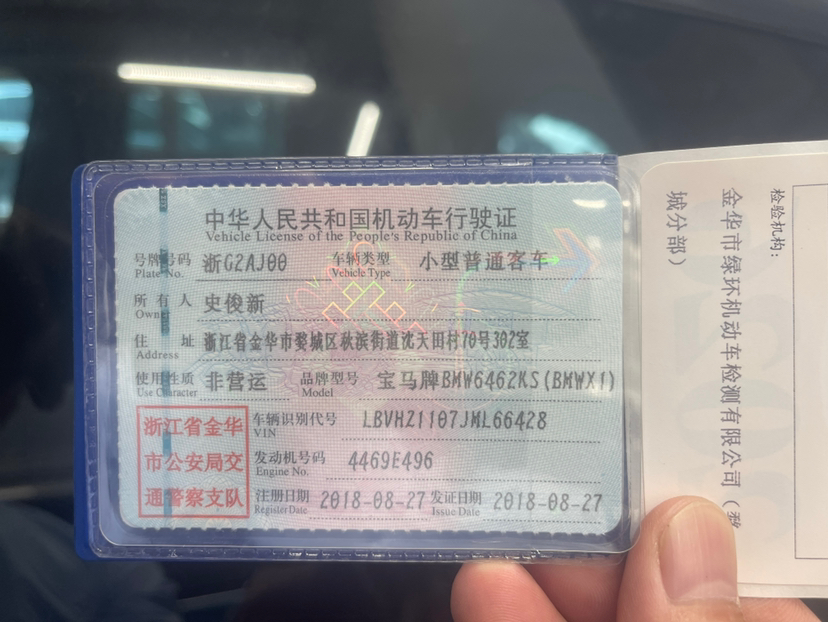 中华人民共和国机动车行驶证
Vehicle License of the People's Republic of China
号牌号码 浙G2AJ00 车辆类型 小型普通客车
Plate No. Vehicle Type
所有人 史俊新
Owner
住址 浙江省金华市婺城区秋滨街道沈天田村70号302室
Address
使用性质 非营运 品牌型号 宝马牌BMW6462KS(BMWX1)
Use Character Model
浙江省金华
市公安局交
通警察支队
车辆识别代号 LBVHZ1107JML66428
VIN
发动机号码 4469E496
Engine No.
注册日期 2018-08-27 发证日期 2018-08-27
Register Date Issue Date
检验机构:
金华市绿环机动车检测有限公司(婺
城分部)